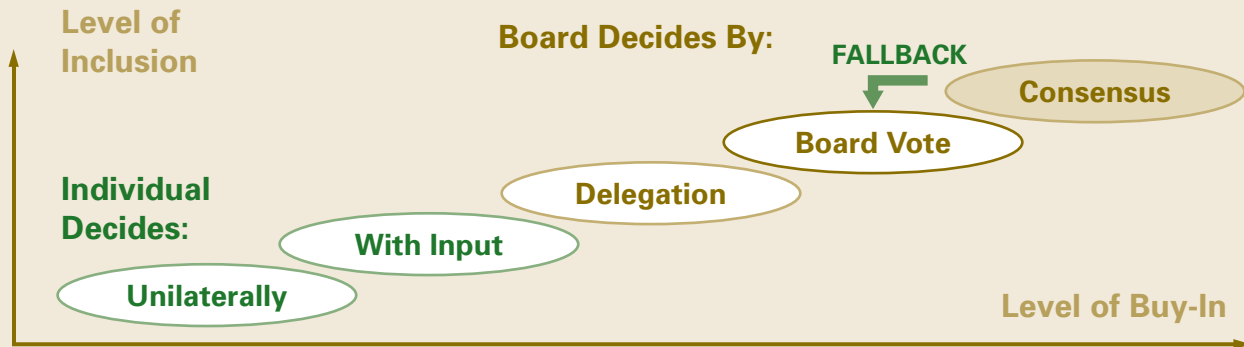 Level of
Inclusion
Board Decides By:
FALLBACK
Consensus
Board Vote
Delegation
Individual
Decides:
With Input
Unilaterally
Level of Buy-In